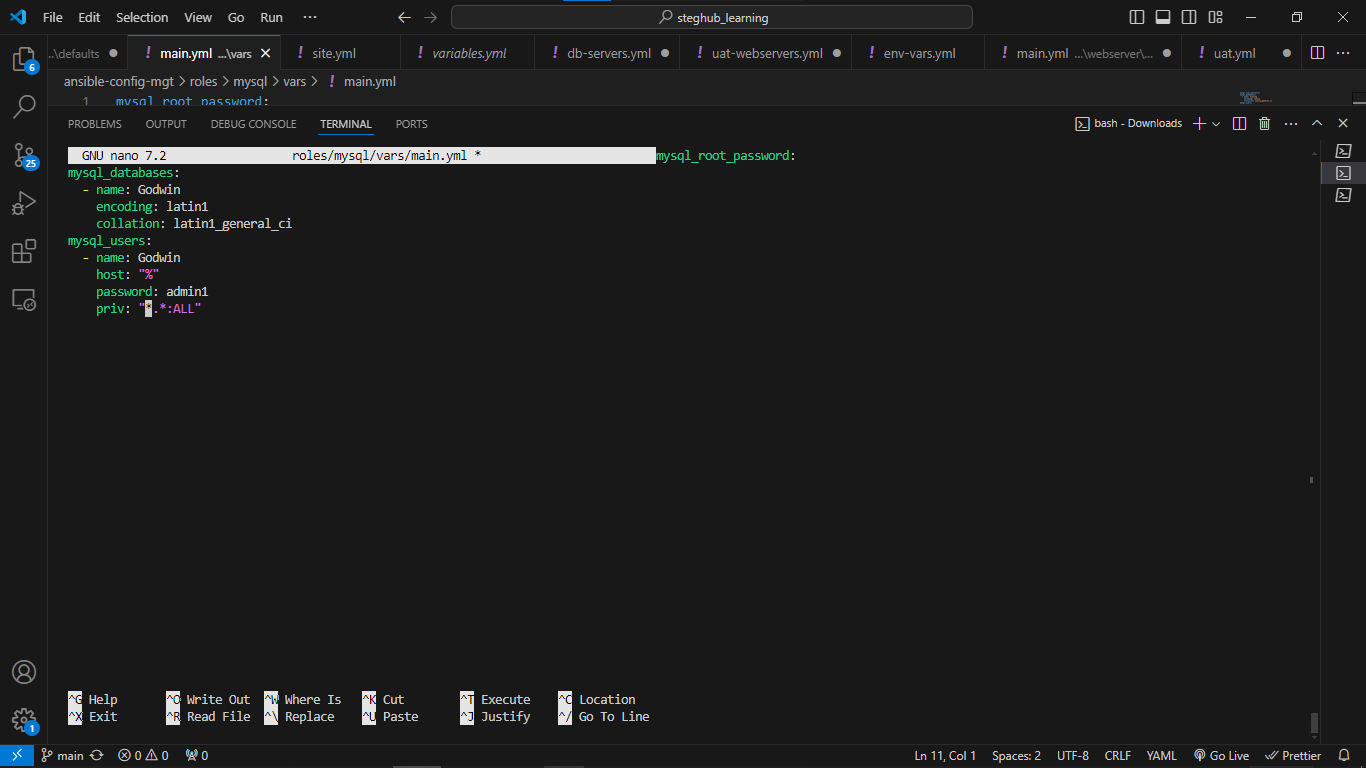 File Edit Selection View Go Run ··· steghub_learning
..\defaults main.yml ...\vars site.yml variables.yml db-servers.yml uat-webservers.yml env-vars.yml main.yml ...\webserver\... uat.yml
ansible-config-mgt > roles > mysql > vars > ! main.yml
1 mysql_root_password:
PROBLEMS OUTPUT DEBUG CONSOLE TERMINAL PORTS bash - Downloads
GNU nano 7.2 roles/mysql/vars/main.yml * mysql_root_password:
mysql_databases:
- name: Godwin
encoding: latin1
collation: latin1_general_ci
mysql_users:
- name: Godwin
host: "%"
password: admin1
priv: "*.*:ALL"
^G Help ^O Write Out ^W Where Is ^K Cut ^T Execute ^C Location
^X Exit ^R Read File ^\ Replace ^U Paste ^J Justify ^/ Go To Line
6
25
1
main 0 0 0 Ln 11, Col 1 Spaces: 2 UTF-8 CRLF YAML Go Live Prettier